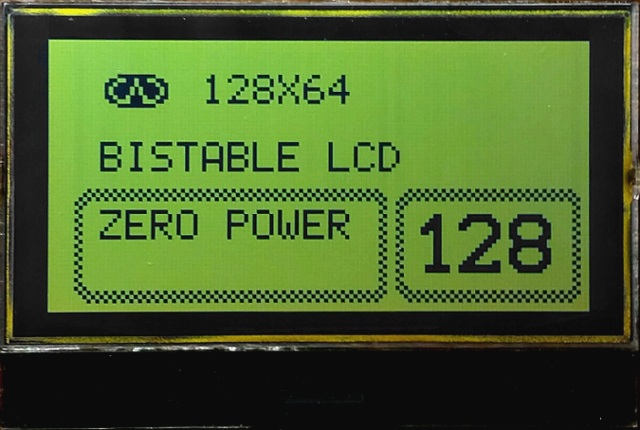 128X64
BISTABLE LCD
ZERO POWER
128